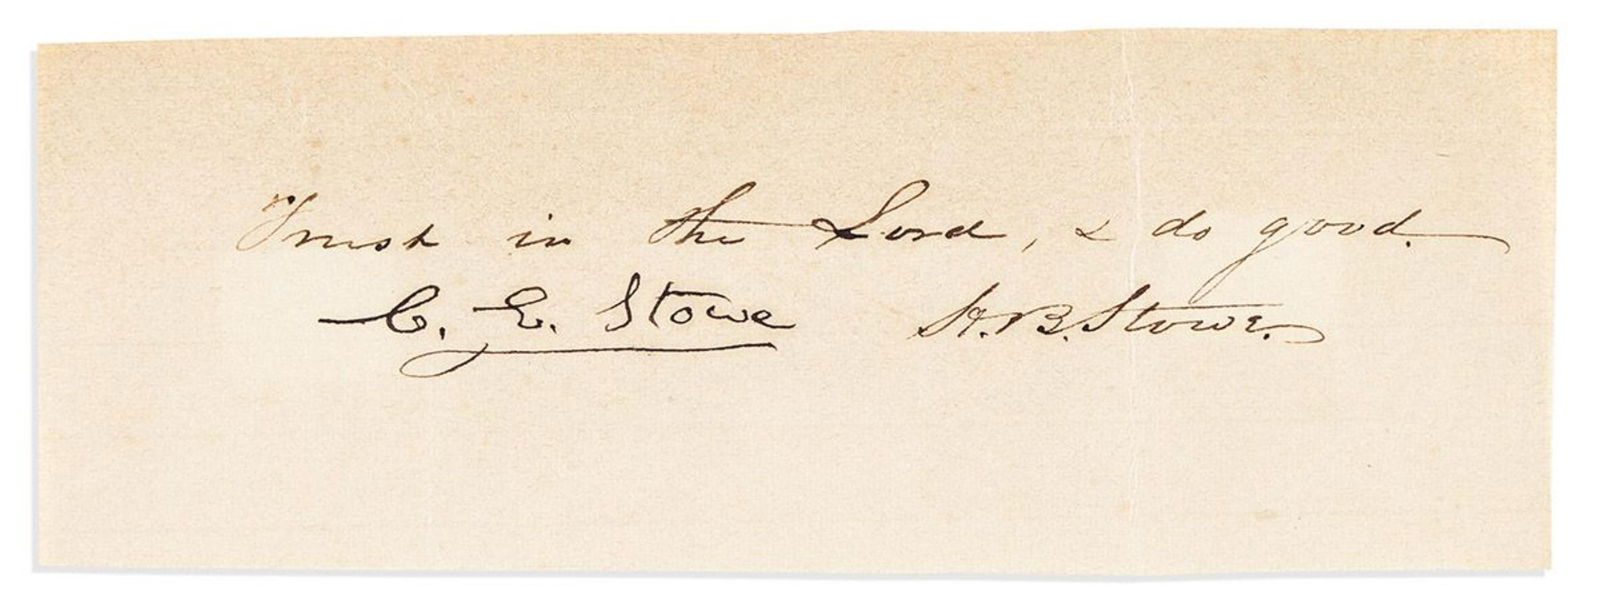 Trust in the Lord, & do good.
C. E. Stowe H. B. Stowe.